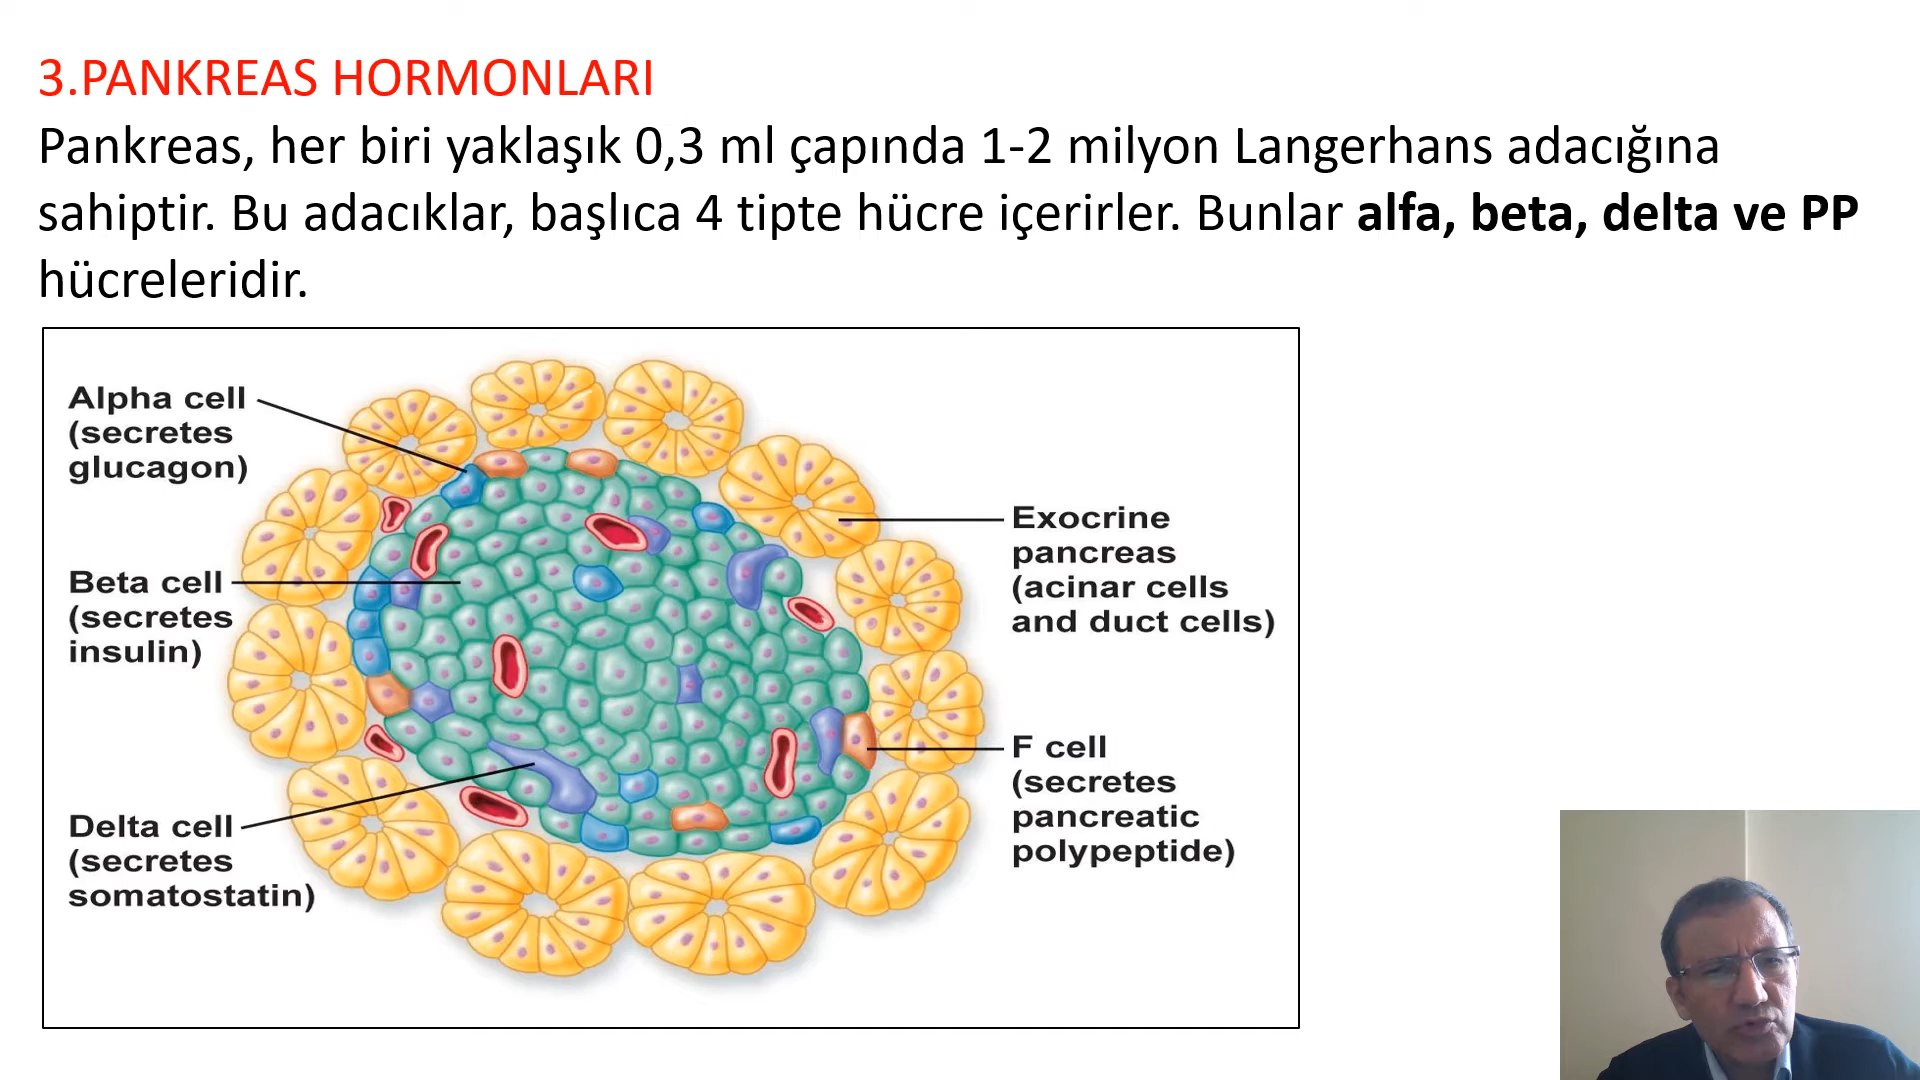 3.PANKREAS HORMONLARI
Pankreas, her biri yaklaşık 0,3 ml çapında 1-2 milyon Langerhans adacığına
sahiptir. Bu adacıklar, başlıca 4 tipte hücre içerirler. Bunlar alfa, beta, delta ve PP
hücreleridir.
Alpha cell
(secretes
glucagon)
Beta cell
(secretes
insulin)
Delta cell
(secretes
somatostatin)
Exocrine
pancreas
(acinar cells
and duct cells)
F cell
(secretes
pancreatic
polypeptide)